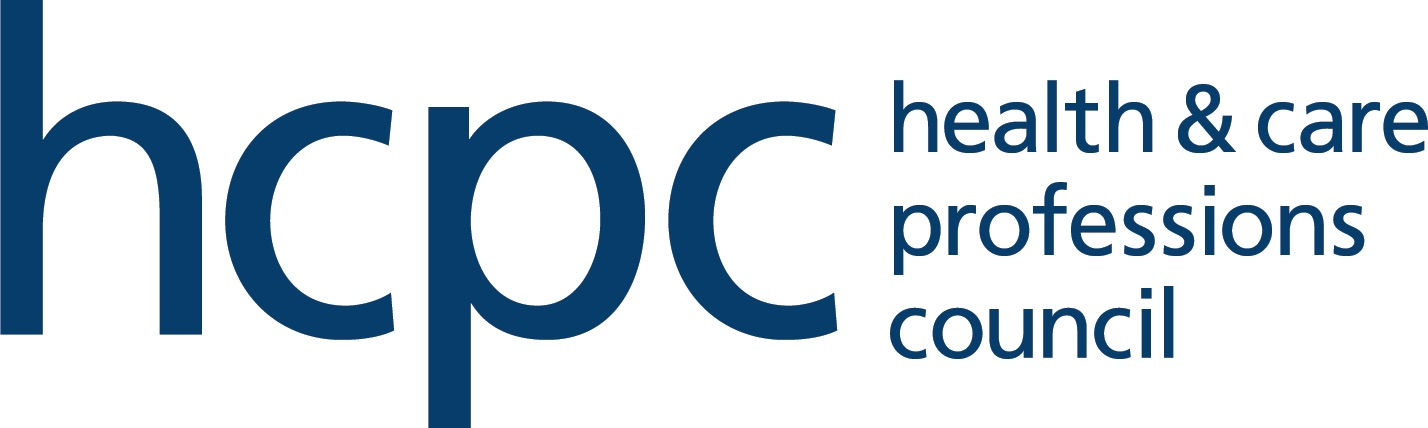 hcpc
health & care
professions
council